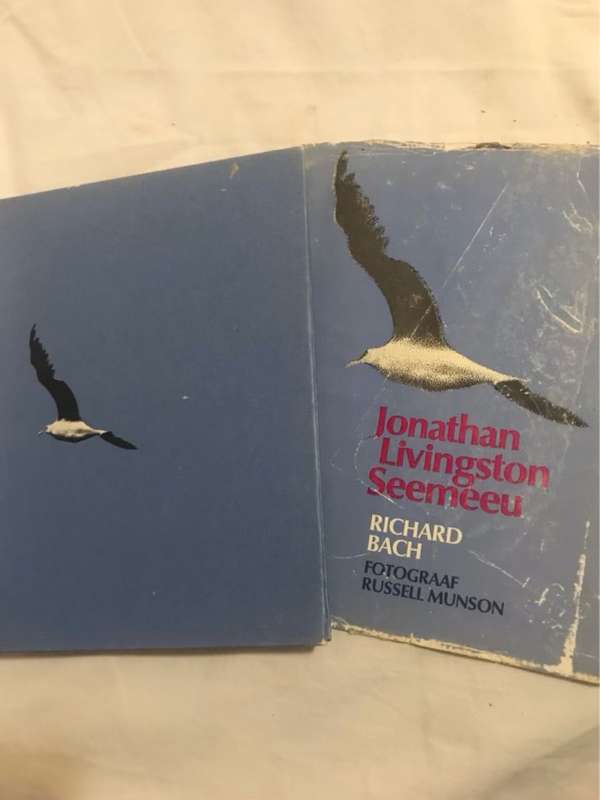 Jonathan
Livingston
Seemeeu
RICHARD
BACH
FOTOGRAAF
RUSSELL MUNSON